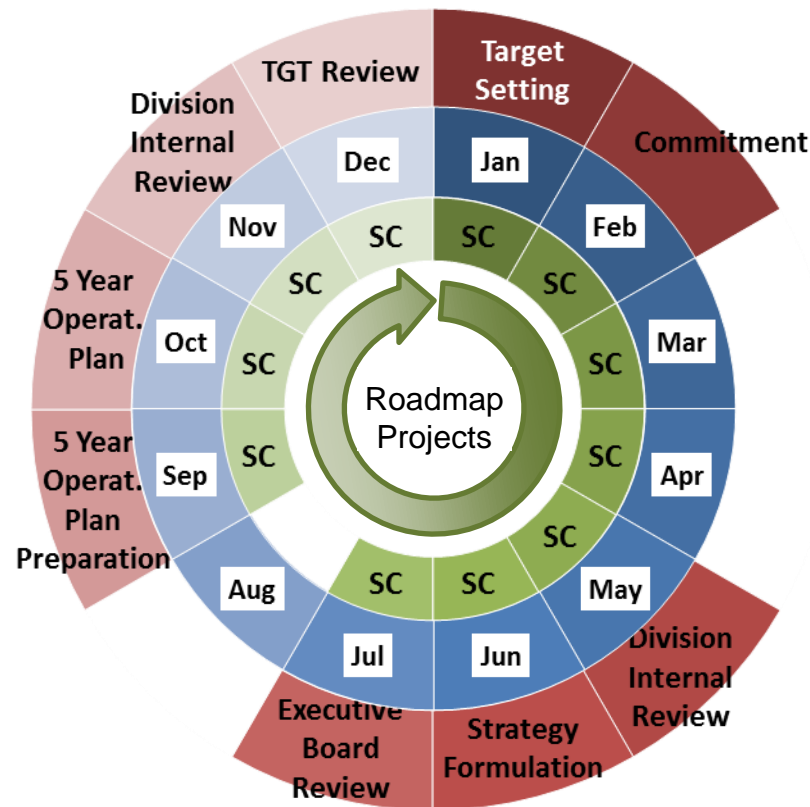 TGT Review
Target
Setting
Commitment
Division
Internal
Review
5 Year
Operat.
Plan
5 Year
Operat.
Plan
Preparation
Executive
Board
Review
Strategy
Formulation
Division
Internal
Review
Jan
Feb
Mar
Apr
May
Jun
Jul
Aug
Sep
Oct
Nov
Dec
SC
SC
SC
SC
SC
SC
SC
SC
SC
SC
SC
Roadmap
Projects